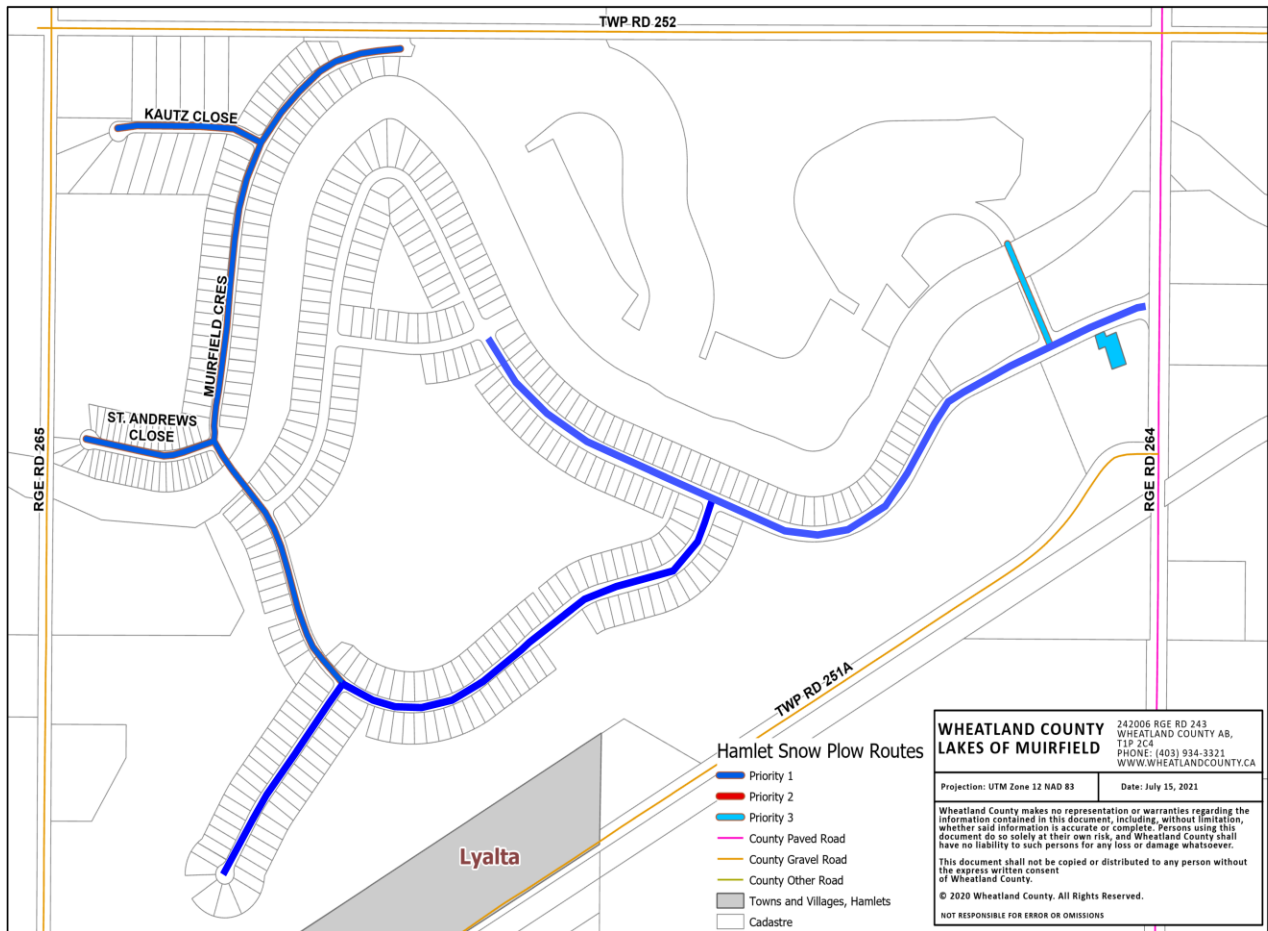 TWP RD 252
KAUTZ CLOSE
MUIRFIELD CRES
ST. ANDREWS
CLOSE
RGE RD 265
RGE RD 264
TWP RD 251A
Lyalta
Hamlet Snow Plow Routes
Priority 1
Priority 2
Priority 3
County Paved Road
County Gravel Road
County Other Road
Towns and Villages, Hamlets
Cadastre
WHEATLAND COUNTY
LAKES OF MUIRFIELD
242006 RGE RD 243
WHEATLAND COUNTY AB,
T1P 2C4
PHONE: (403) 934-3321
WWW.WHEATLANDCOUNTY.CA
Projection: UTM Zone 12 NAD 83
Date: July 15, 2021
Wheatland County makes no representation or warranties regarding the
information contained in this document, including, without limitation,
whether said information is accurate or complete. Persons using this
document do so solely at their own risk, and Wheatland County shall
have no liability to such persons for any loss or damage whatsoever.
This document shall not be copied or distributed to any person without
the express written consent
of Wheatland County.
© 2020 Wheatland County. All Rights Reserved.
NOT RESPONSIBLE FOR ERROR OR OMISSIONS